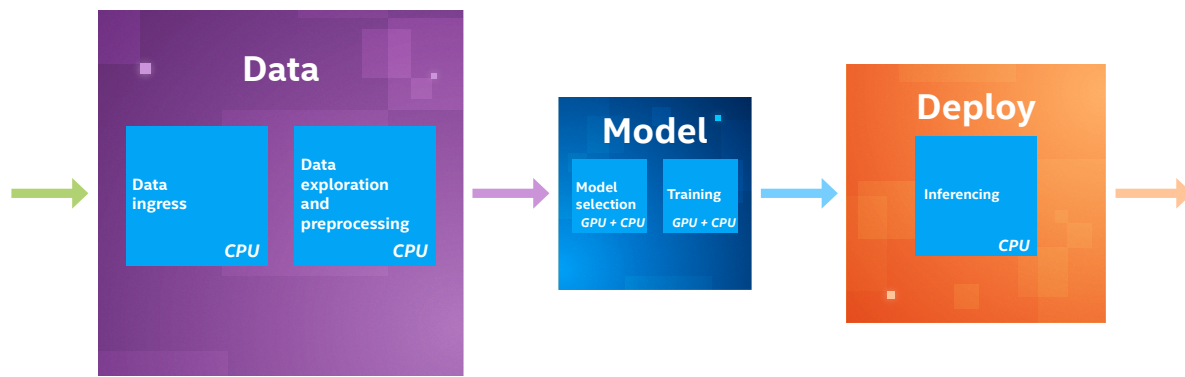 Data
Data
ingress
CPU
Data
exploration
and
preprocessing
CPU
Model
Model
selection
GPU + CPU
Training
GPU + CPU
Deploy
Inferencing
CPU